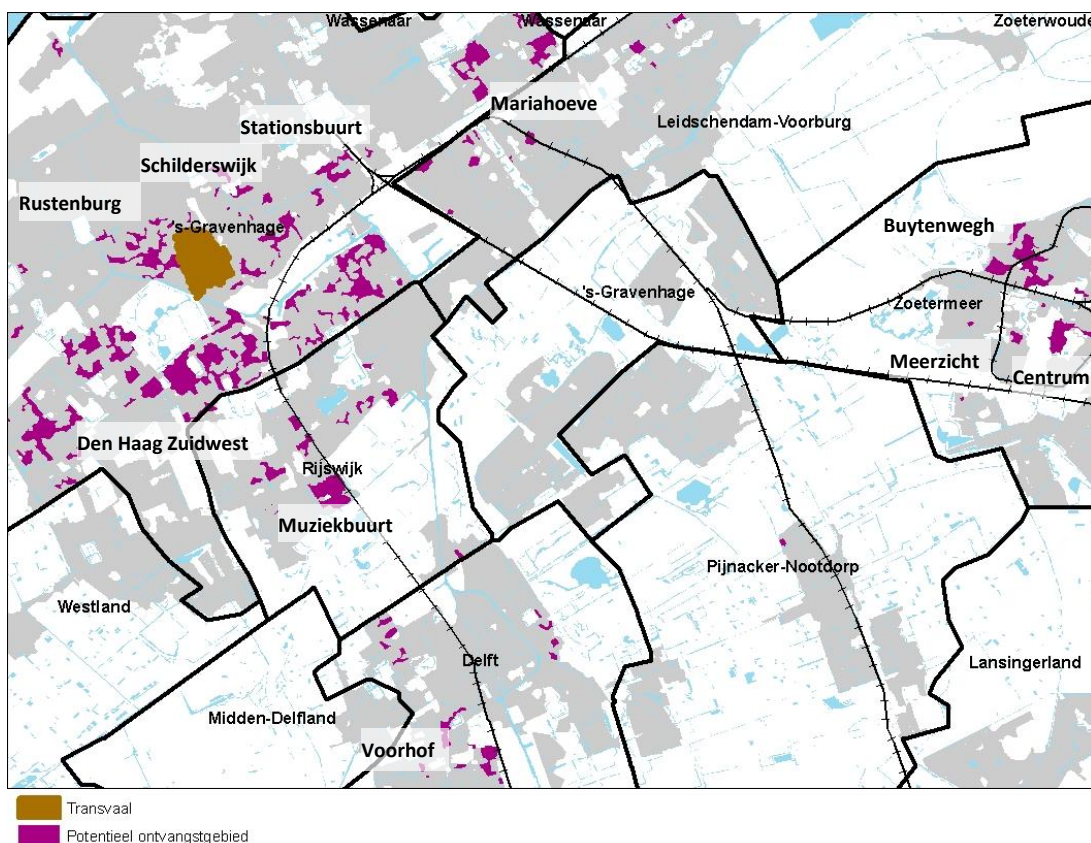 Wassenaar
Wassenaar
Zoeterwoude
Mariahoeve
Stationsbuurt
Leidschendam-Voorburg
Schilderswijk
Rustenburg
's-Gravenhage
Buytenwegh
's-Gravenhage
Zoetermeer
Meerzicht
Centrum
Den Haag Zuidwest
Rijswijk
Muziekbuurt
Pijnacker-Nootdorp
Westland
Delft
Lansingerland
Midden-Delfland
Voorhof
Transvaal
Potentieel ontvangstgebied